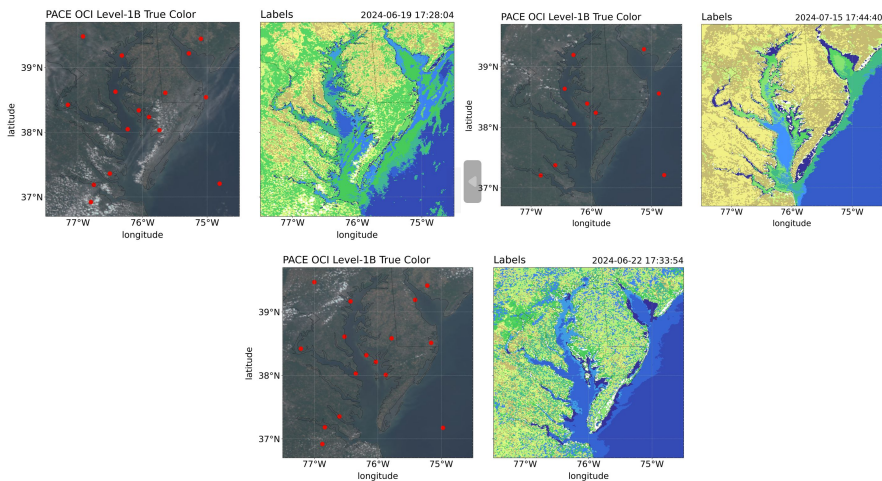 PACE OCI Level-1B True Color
Labels 2024-06-19 17:28:04
39°N
38°N
37°N
latitude
77°W 76°W 75°W
longitude
77°W 76°W 75°W
longitude
PACE OCI Level-1B True Color
Labels 2024-07-15 17:44:40
39°N
38°N
37°N
latitude
77°W 76°W 75°W
longitude
77°W 76°W 75°W
longitude
PACE OCI Level-1B True Color
Labels 2024-06-22 17:33:54
39°N
38°N
37°N
latitude
77°W 76°W 75°W
longitude
77°W 76°W 75°W
longitude